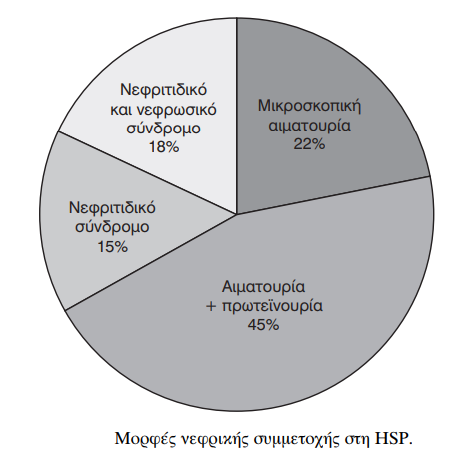 Νεφριτιδικό
και νεφρωσικό
σύνδρομο
18%
Μικροσκοπική
αιματουρία
22%
Νεφριτιδικό
σύνδρομο
15%
Αιματουρία
+ πρωτεϊνουρία
45%
Μορφές νεφρικής συμμετοχής στη HSP.